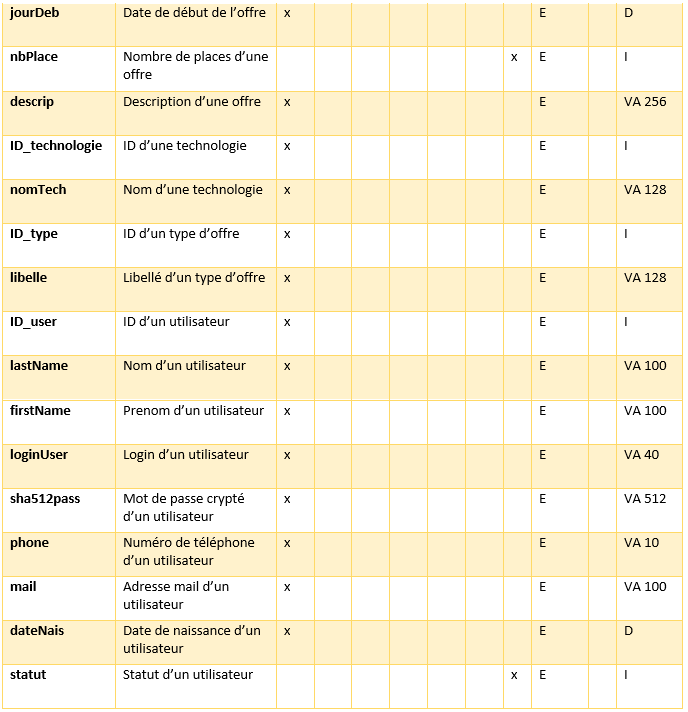 jourDeb Date de début de l’offre x E D
nbPlace Nombre de places d’une x E I
offre
descrip Description d’une offre x E VA 256
ID_technologie ID d’une technologie x E I
nomTech Nom d’une technologie x E VA 128
ID_type ID d’un type d’offre x E I
libelle Libellé d’un type d’offre x E VA 128
ID_user ID d’un utilisateur x E I
lastName Nom d’un utilisateur x E VA 100
firstName Prenom d’un utilisateur x E VA 100
loginUser Login d’un utilisateur x E VA 40
sha512pass Mot de passe crypté x E VA 512
d’un utilisateur
phone Numéro de téléphone x E VA 10
d’un utilisateur
mail Adresse mail d’un x E VA 100
utilisateur
dateNais Date de naissance d’un x E D
utilisateur
statut Statut d’un utilisateur x E I